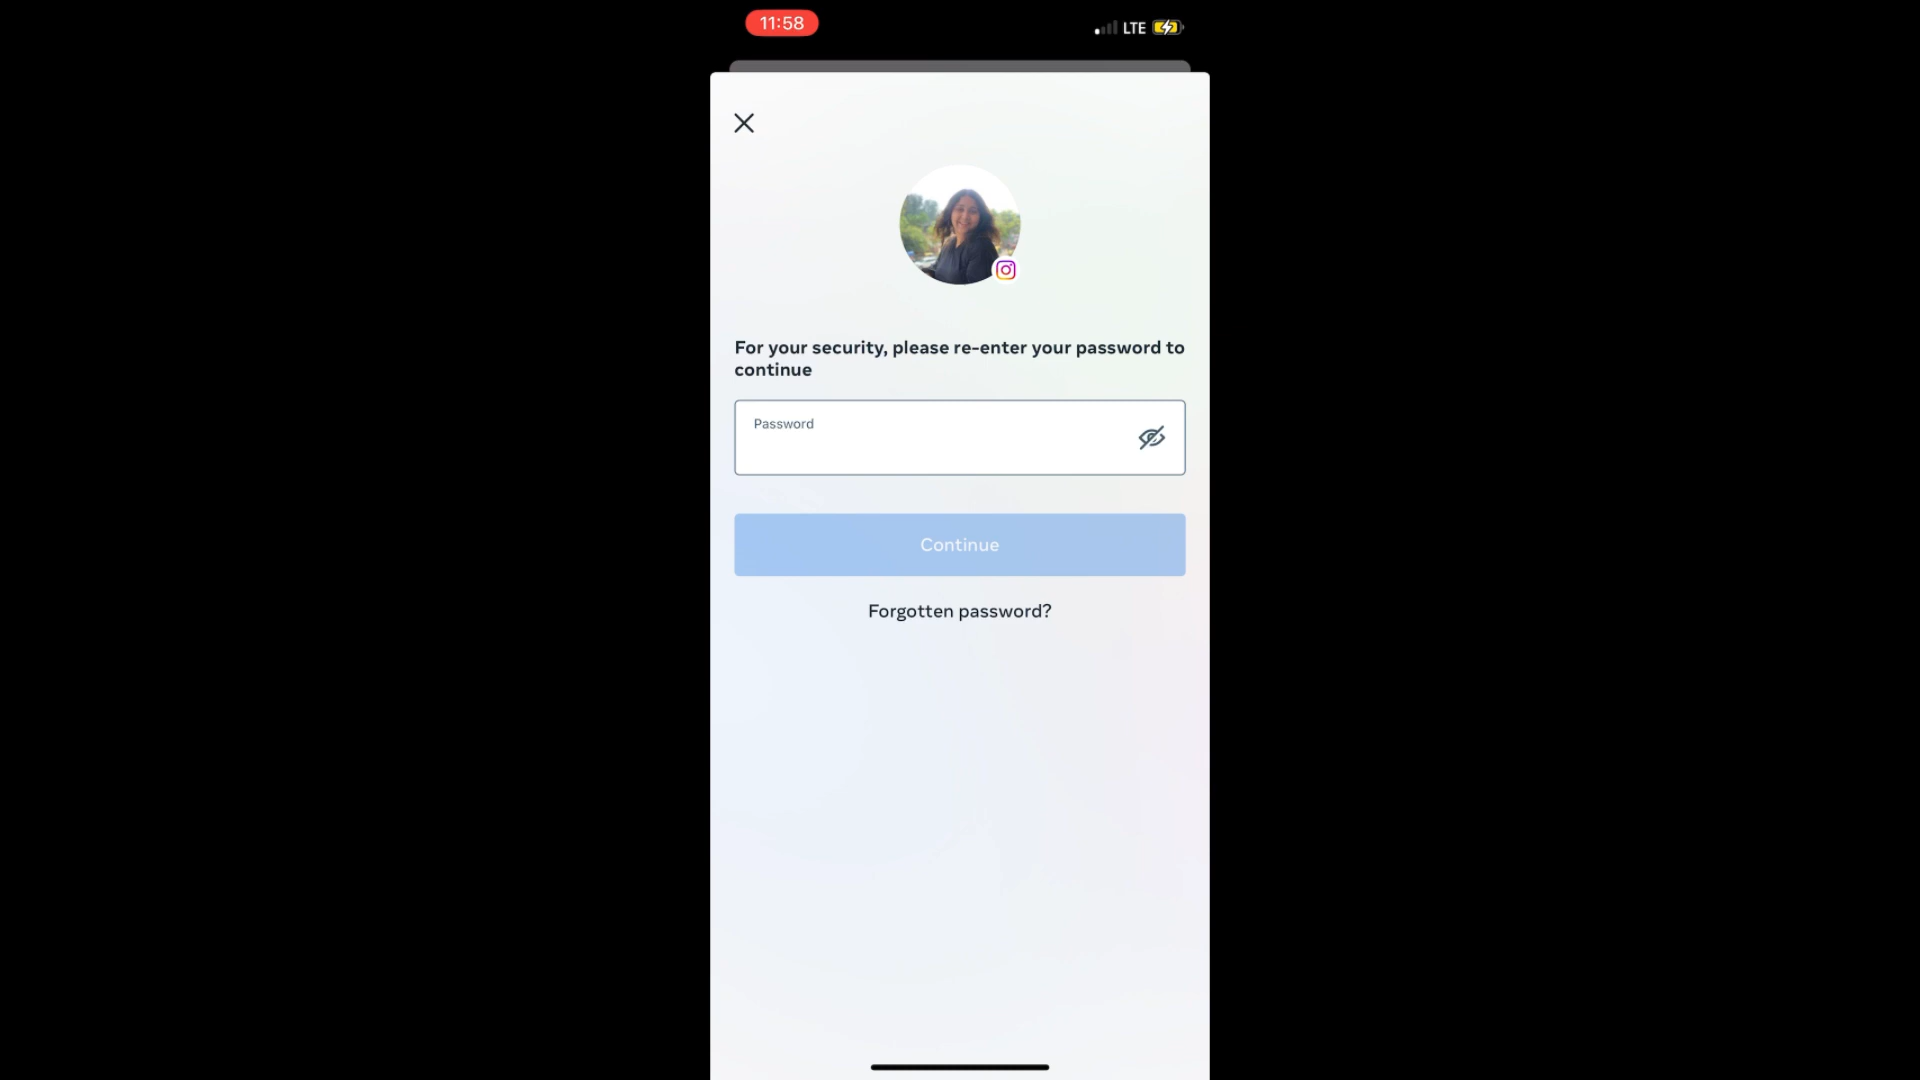 11:58
LTE
For your security, please re-enter your password to
continue
Password
Continue
Forgotten password?